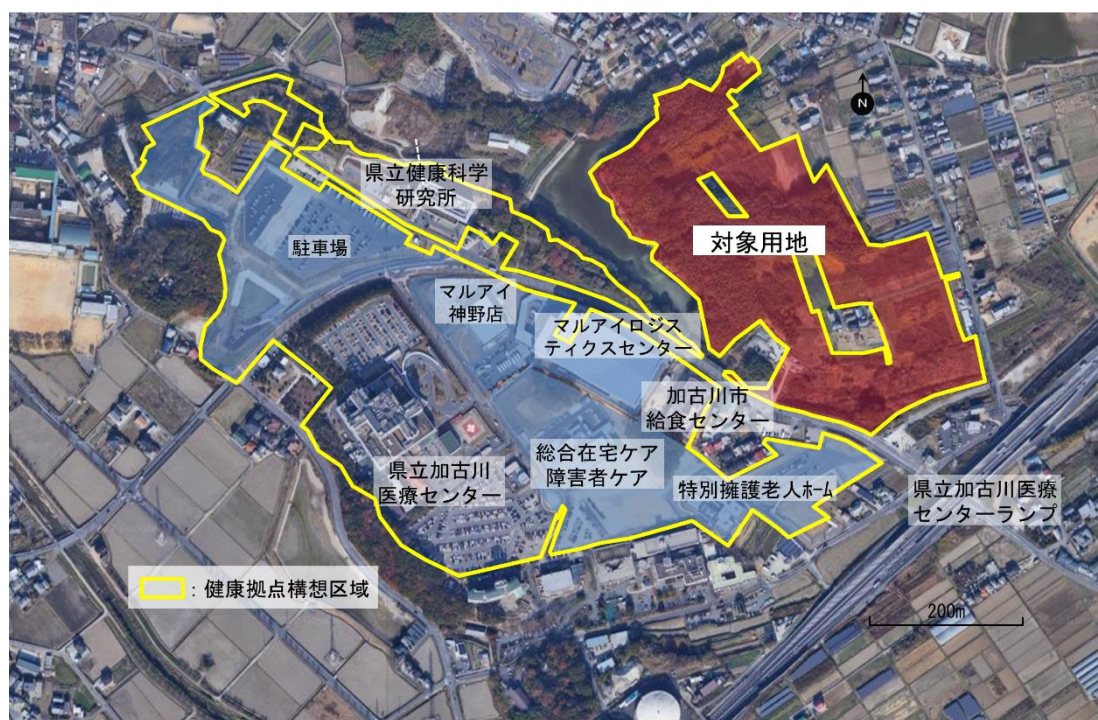 N
県立健康科学
研究所
対象用地
駐車場
マルアイ
神野店
マルアイロジス
ティクスセンター
加古川市
給食センター
総合在宅ケア
障害者ケア
県立加古川
医療センター
特別擁護老人ホーム
県立加古川医療
センターランプ
：健康拠点構想区域
200m